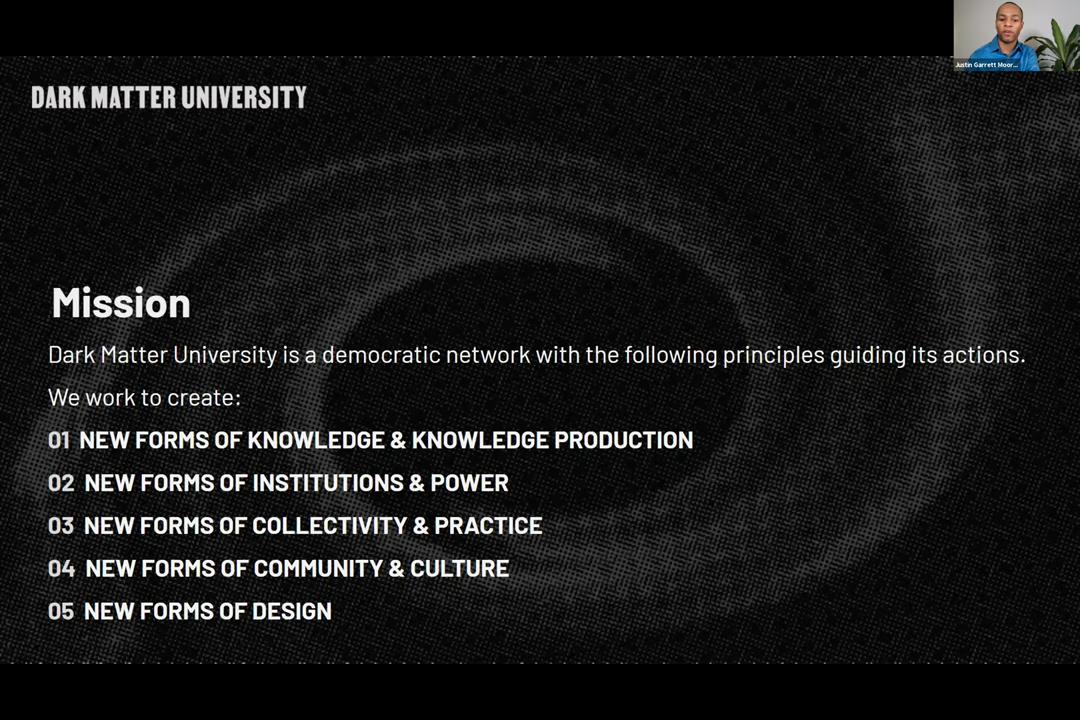 Justin Garrett Moor...
DARK MATTER UNIVERSITY
Mission
Dark Matter University is a democratic network with the following principles guiding its actions.
We work to create:
01 NEW FORMS OF KNOWLEDGE & KNOWLEDGE PRODUCTION
02 NEW FORMS OF INSTITUTIONS & POWER
03 NEW FORMS OF COLLECTIVITY & PRACTICE
04 NEW FORMS OF COMMUNITY & CULTURE
05 NEW FORMS OF DESIGN